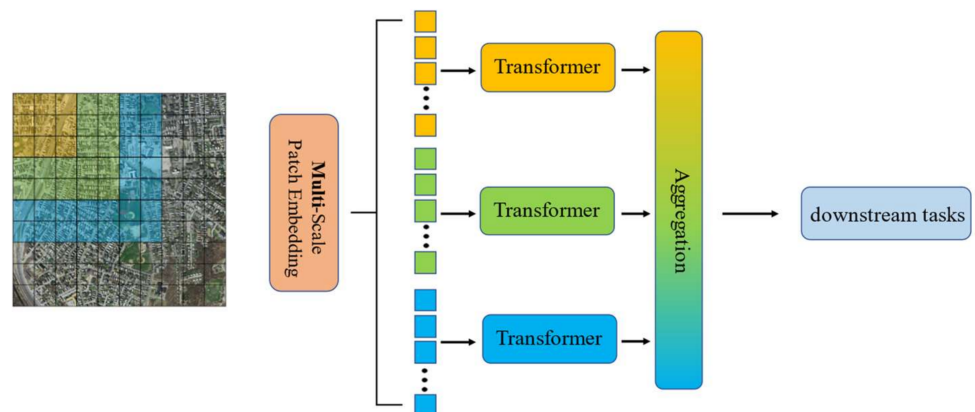 Multi-Scale
Patch Embedding
Transformer
Transformer
Transformer
Aggregation
downstream tasks